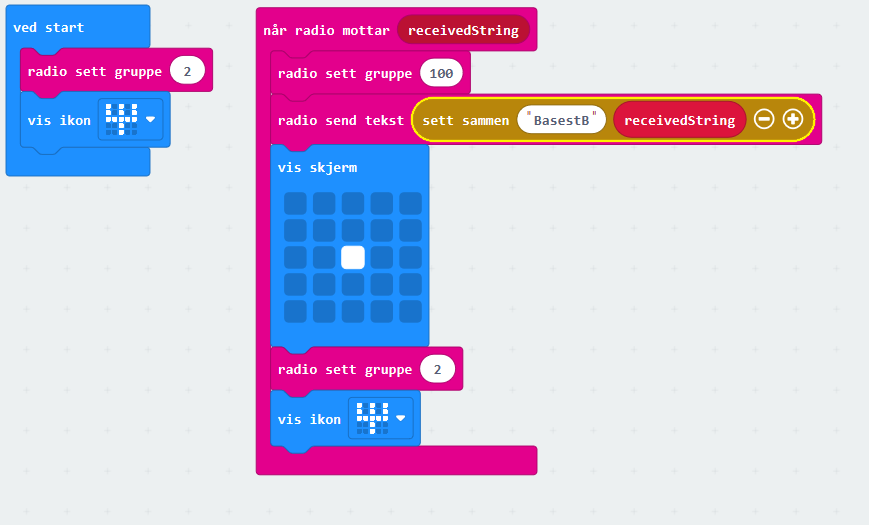 ved start
radio sett gruppe 2
vis ikon
når radio mottar receivedString
radio sett gruppe 100
radio send tekst sett sammen "BasestB" receivedString
vis skjerm
radio sett gruppe 2
vis ikon